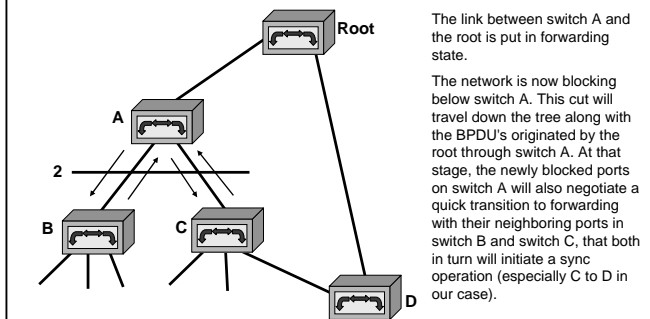 Root
A
2
B
C
D
The link between switch A and
the root is put in forwarding
state.
The network is now blocking
below switch A. This cut will
travel down the tree along with
the BPDU's originated by the
root through switch A. At that
stage, the newly blocked ports
on switch A will also negotiate a
quick transition to forwarding
with their neighboring ports in
switch B and switch C, that both
in turn will initiate a sync
operation (especially C to D in
our case).